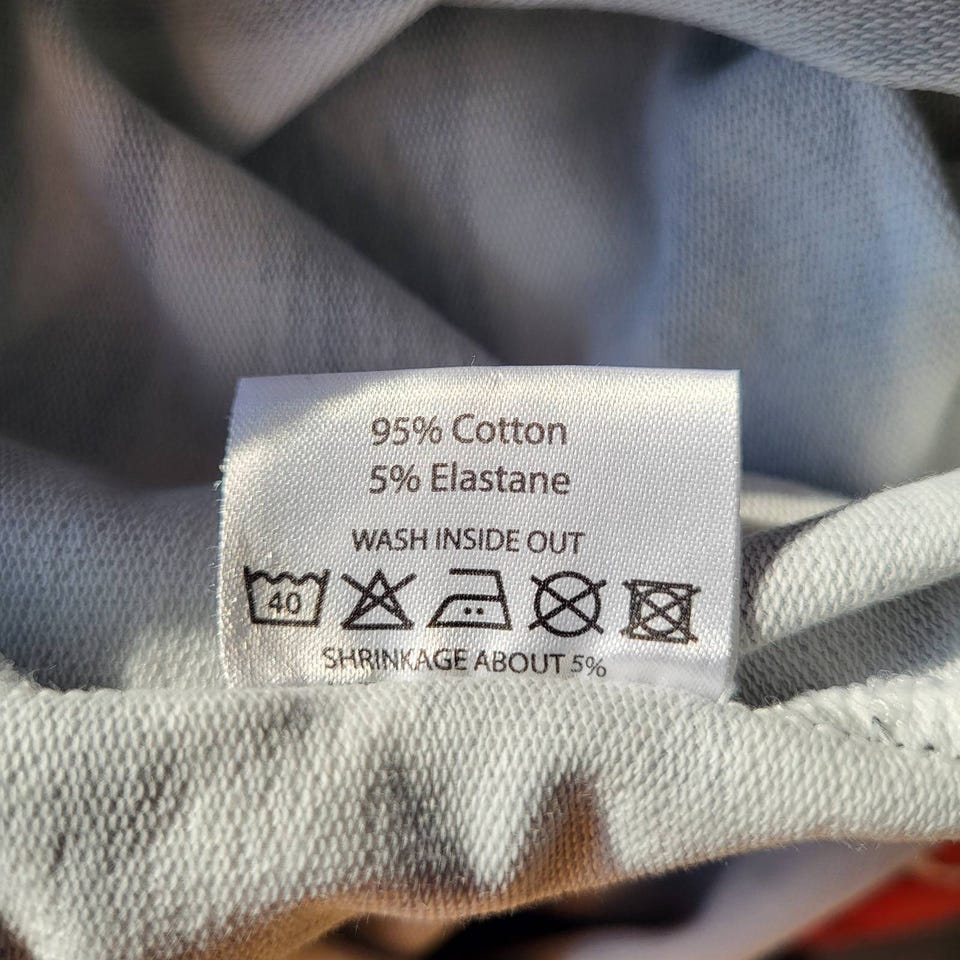 95% Cotton
5% Elastane
WASH INSIDE OUT
40
SHRINKAGE ABOUT 5%